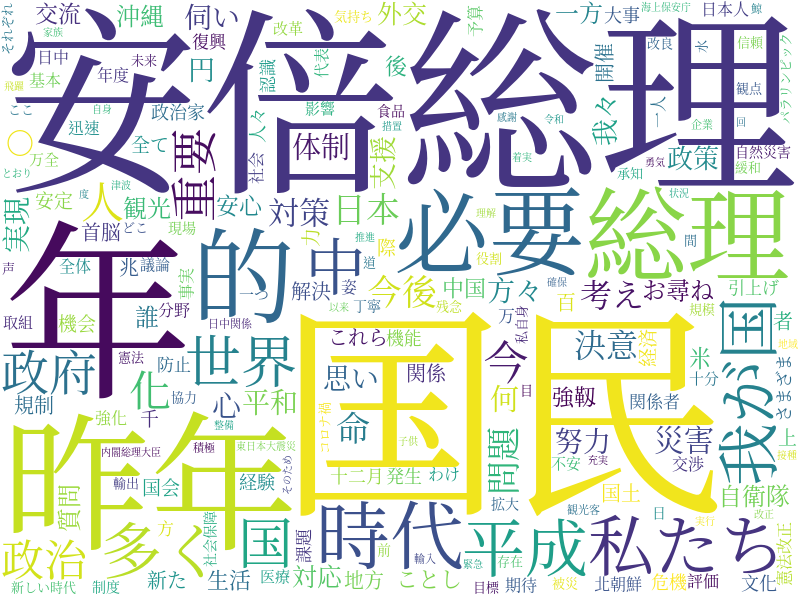 それぞれ
家族
交流
沖縄
伺い
気持ち
外交
一方
大事
海上保安庁
日本人
鯨
予算
飛躍
日中
未来
復興
改革
代表
後
開催
改良
水
信頼
パラリンピック
基本
年度
円
認識
我々
一人
観点
ここ
自身
政治家
人々
影響
食品
感謝
令和
企業
回
安倍総理
迅速
全て
社会
措置
着実
政策
勇気
自然災害
万全
重要
体制
支援
承知
緩和
とおり
度
津波
人
安定
観光
安心
対策
日本
必要
総理
状況
実現
首脳
どこ
現場
力
際
推進
理解
役割
間
声
全体
兆
議論
事実
年
的
中
姿
道
中国
方々
百
考え
お尋ね
引上げ
取組
機会
誰
分野
一つ
解決
以来
丁寧
今後
残念
確保
万
私自身
規模
国
者
憲法
日中関係
これら
機能
政府
防止
世界
思い
関係
今
決意
経済
米
地域
十分
さまざま
規制
化
協力
心
平和
何
強靱
関係者
我が
強化
千
整備
命
目
上
昨年
国民
内閣総理大臣
積極
東日本大震災
コロナ禍
子供
問題
努力
災害
不安
交渉
接種
輸出
国会
経験
そのため
十二月
発生
わけ
充実
国土
自衛隊
質問
方
社会保障
課題
前
拡大
観光客
日
改正
憲法改正
政治
多く
国
時代
輸入
平成
私たち
実行
新しい時代
制度
新た
生活
医療
対応
地方
ことし
緊急
存在
目標
期待
被災
北朝鮮
危機
評価
文化